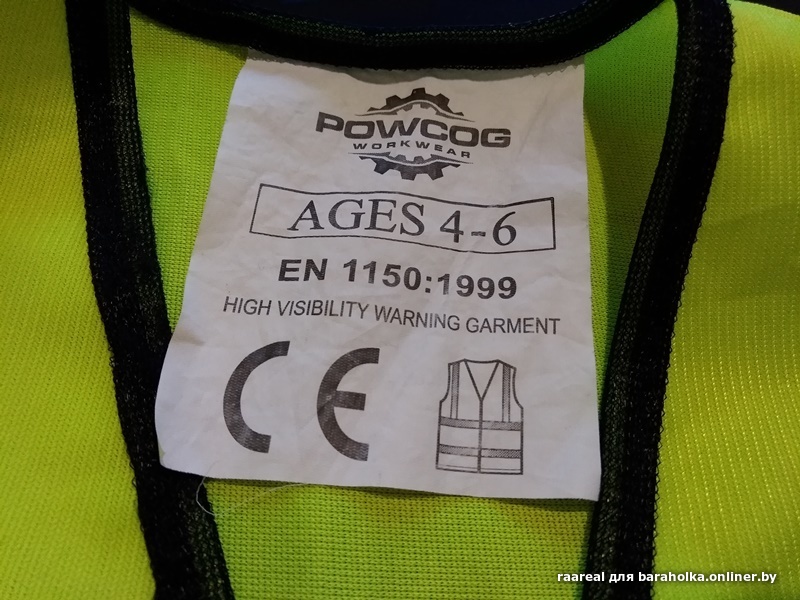 POWCOG
WORKWEAR
AGES 4-6
EN 1150:1999
HIGH VISIBILITY WARNING GARMENT
CE
raareal для baraholka.onliner.by